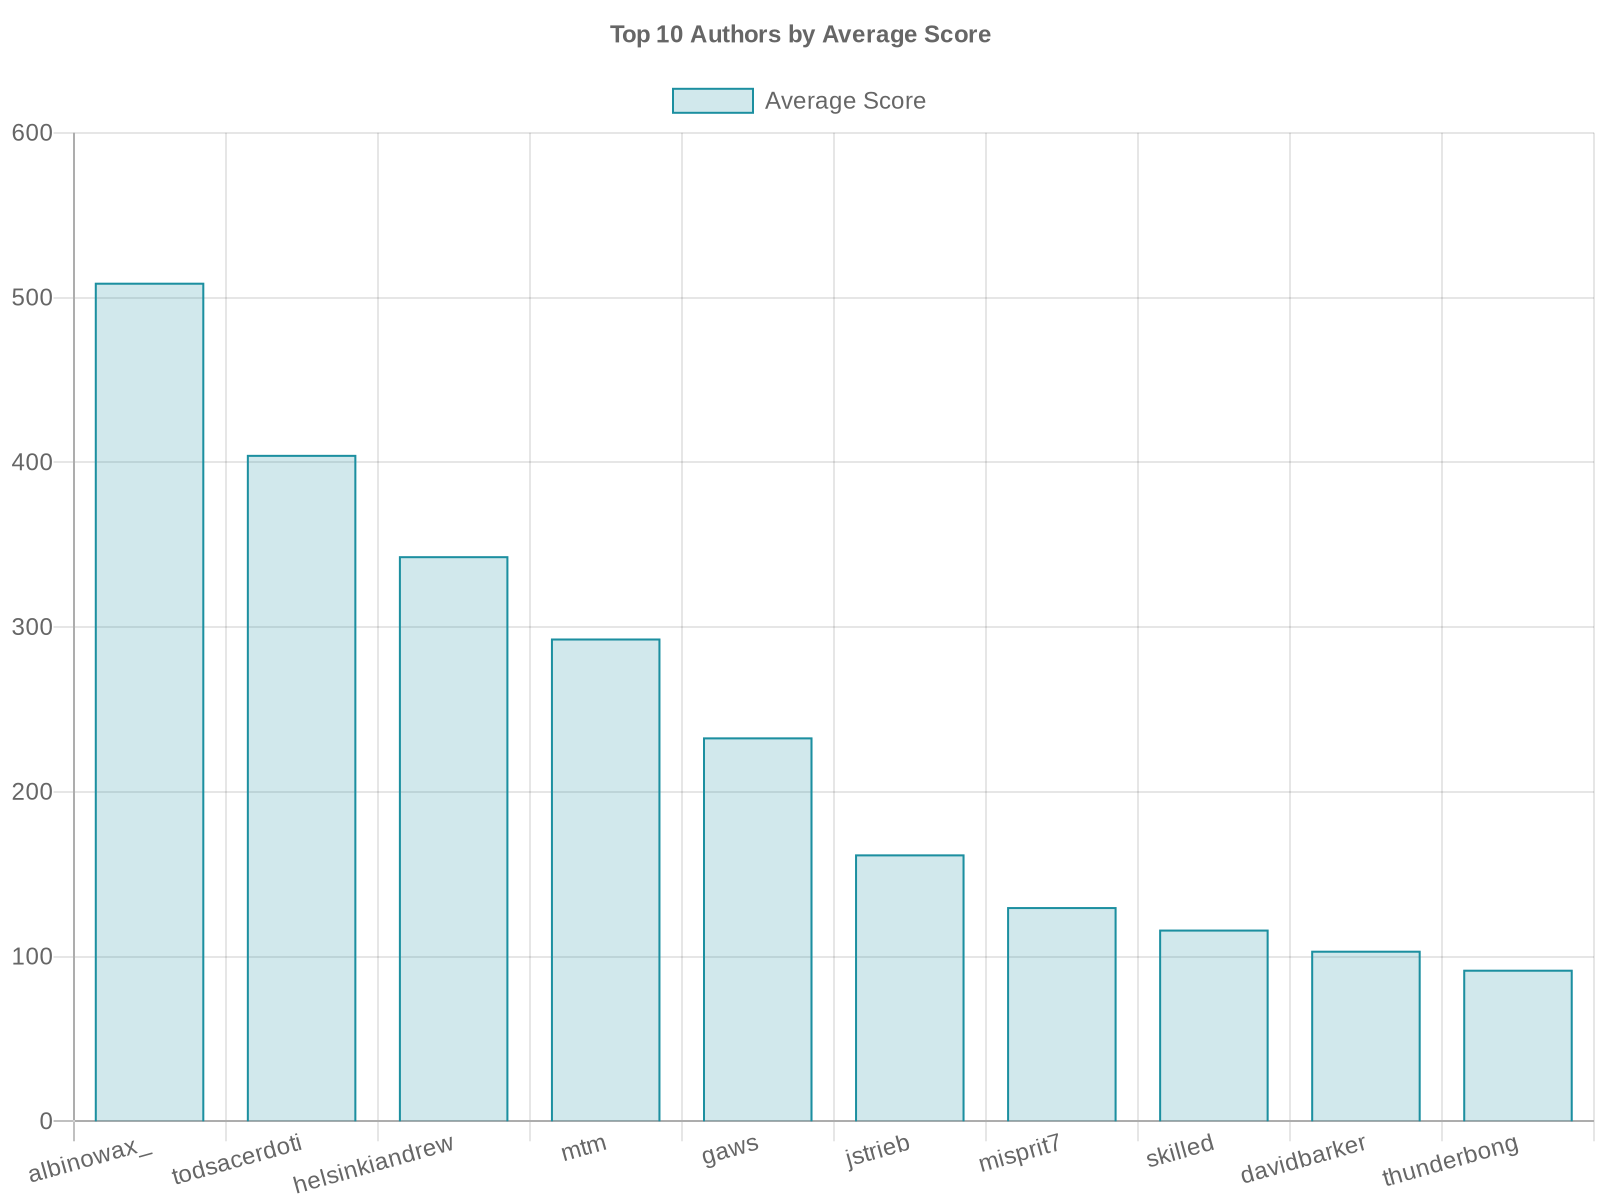 Top 10 Authors by Average Score
Average Score
600
500
400
300
200
100
0
albinowax_
todsacerdoti
helsinkiandrew
mtm
gaws
jstrieb
misprit7
skilled
davidbarker
thunderbong